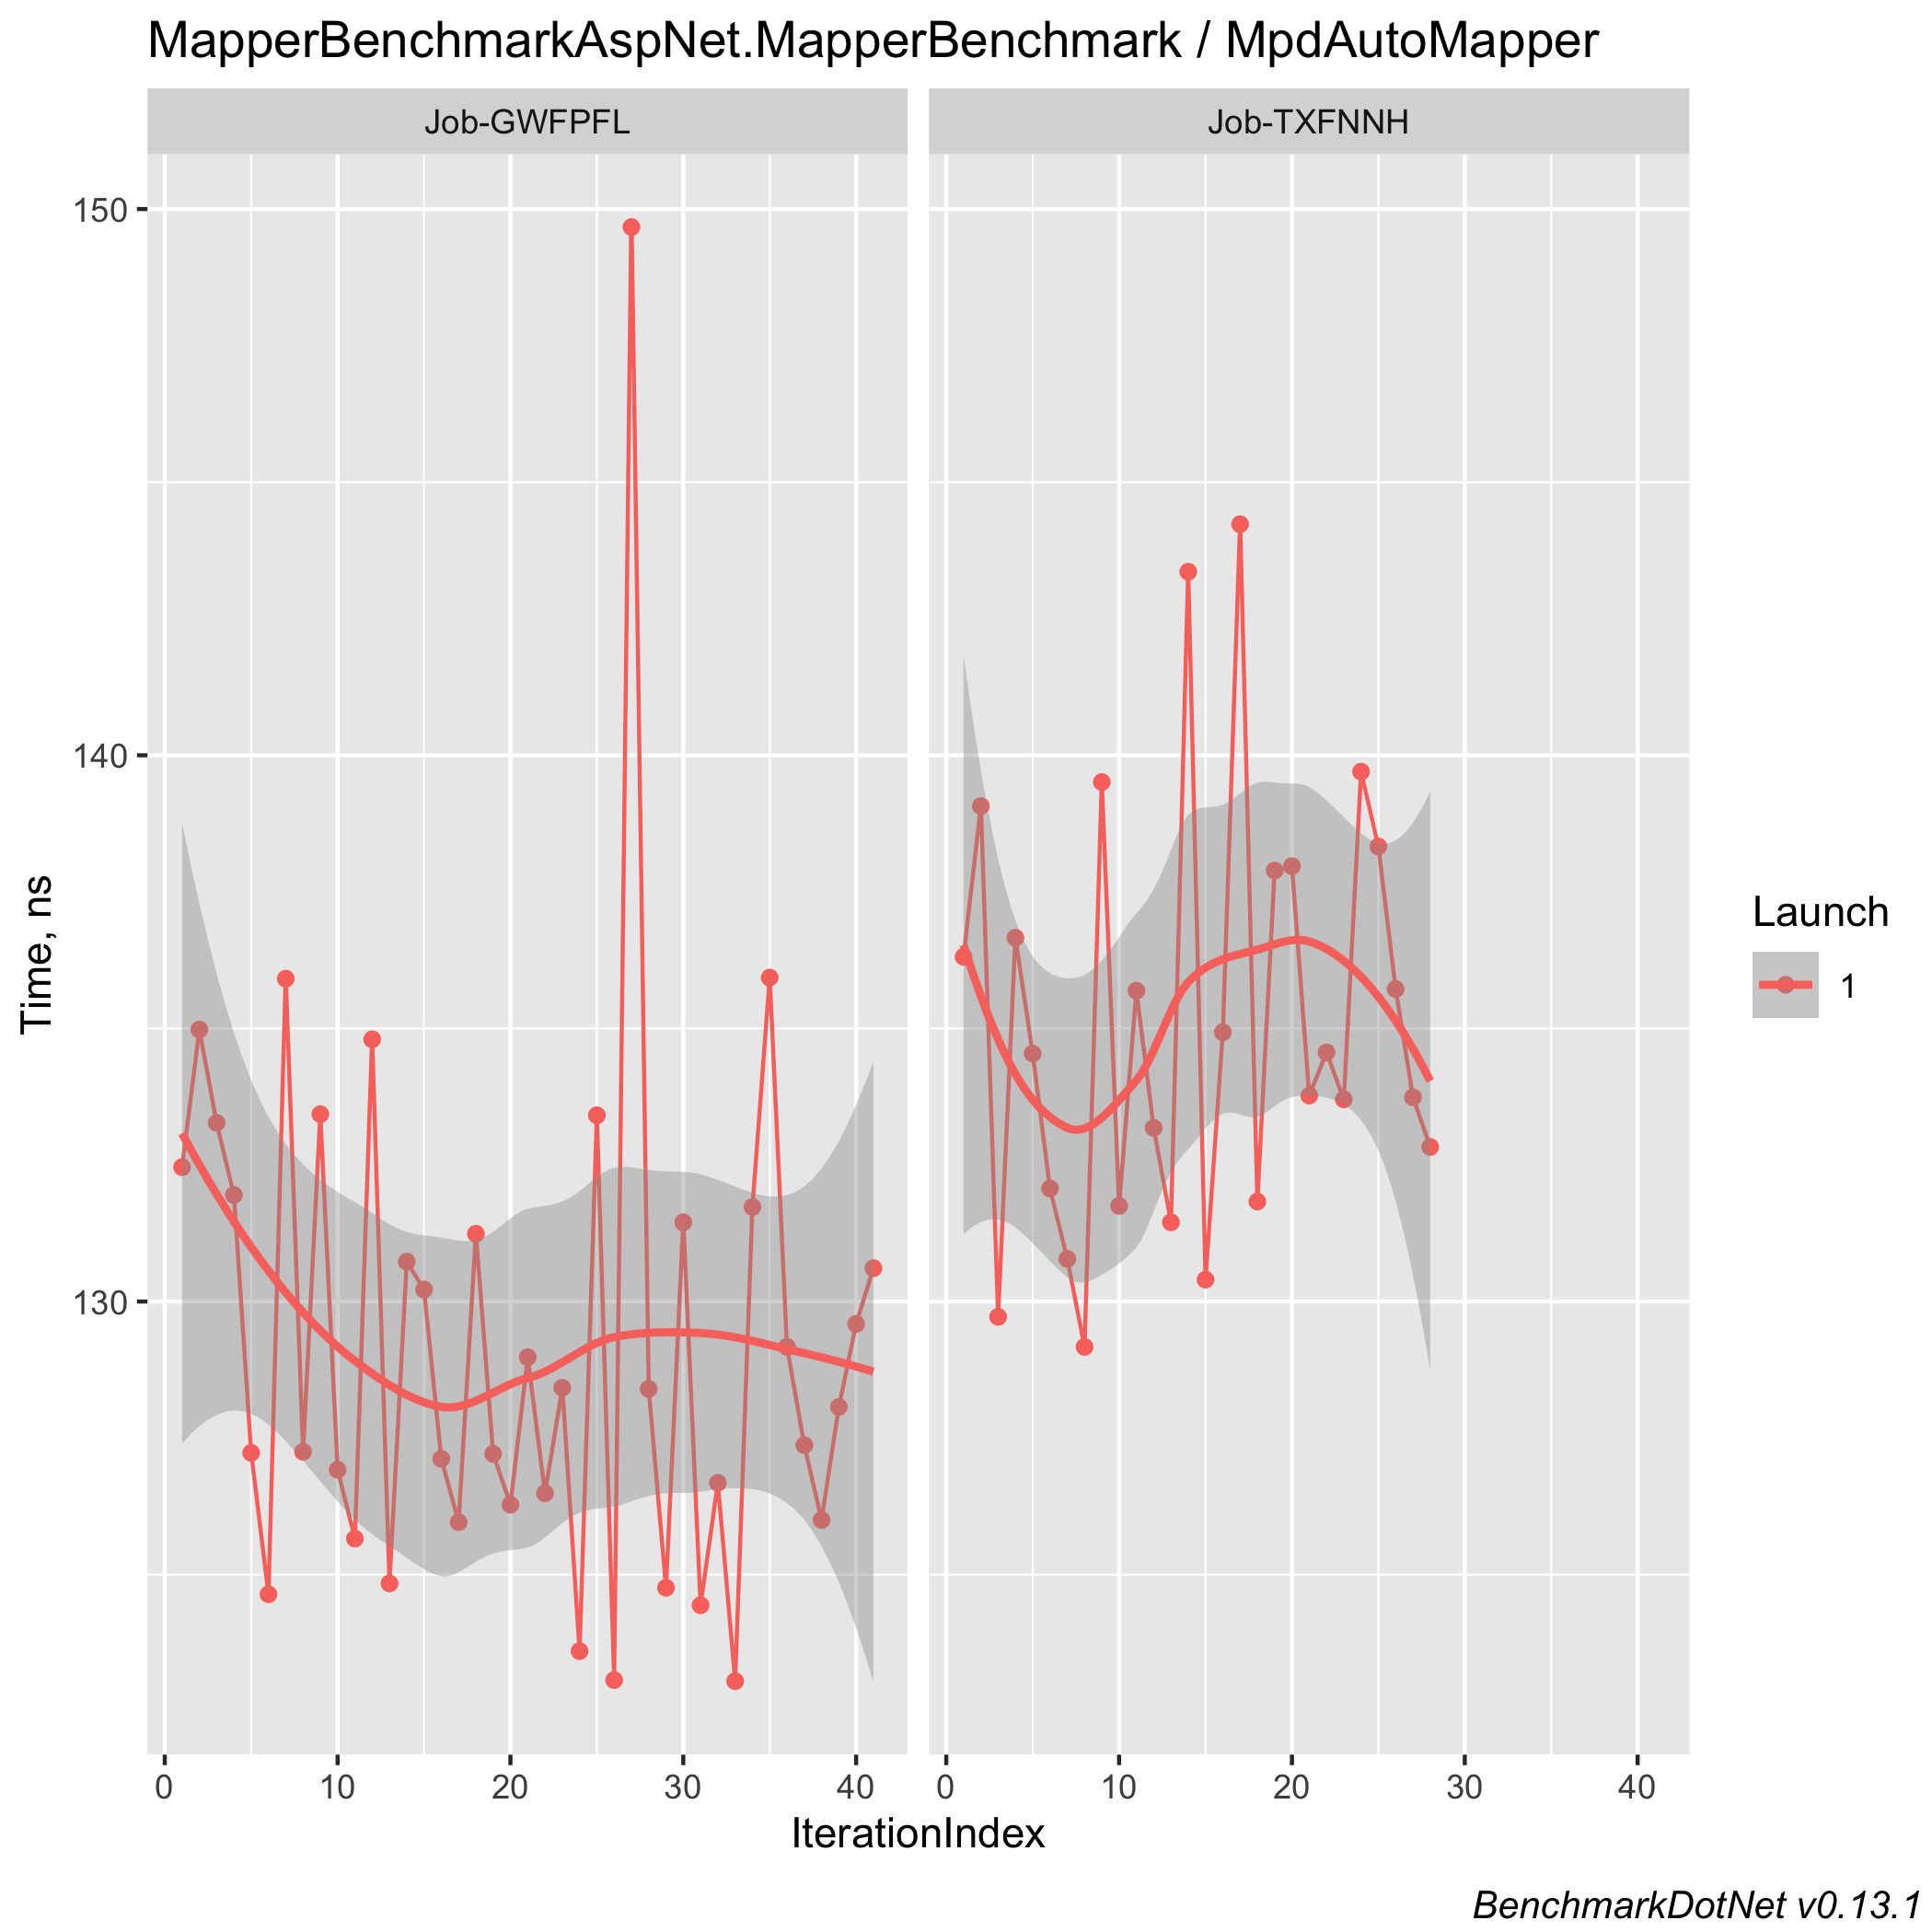 MapperBenchmarkAspNet.MapperBenchmark / MpdAutoMapper
Job-GWFPFL
Job-TXFNNH
150
140
130
Time, ns
0 10 20 30 40
0 10 20 30 40
IterationIndex
Launch
1
BenchmarkDotNet v0.13.1